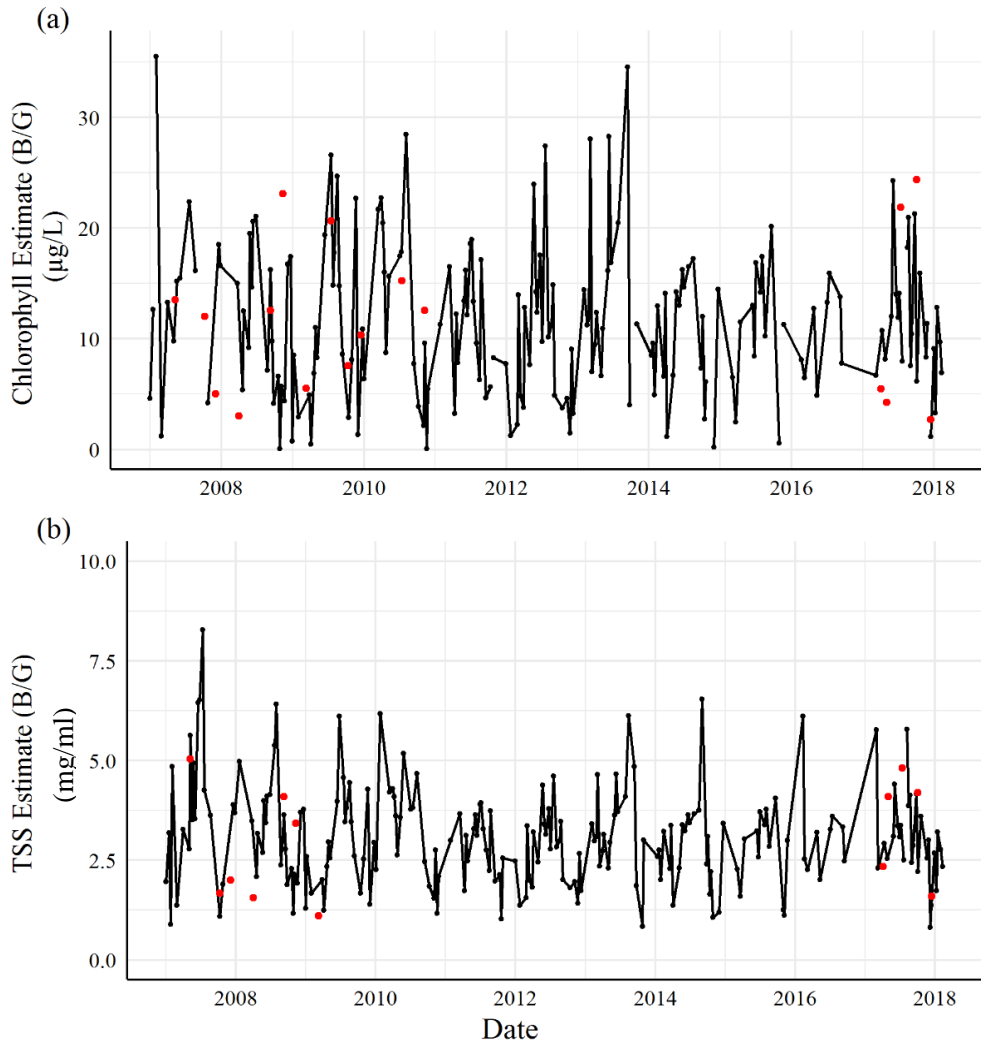 (a)
Chlorophyll Estimate (B/G)
(µg/L)
30
20
10
0
2008 2010 2012 2014 2016 2018
(b)
TSS Estimate (B/G)
(mg/ml)
10.0
7.5
5.0
2.5
0.0
2008 2010 2012 2014 2016 2018
Date